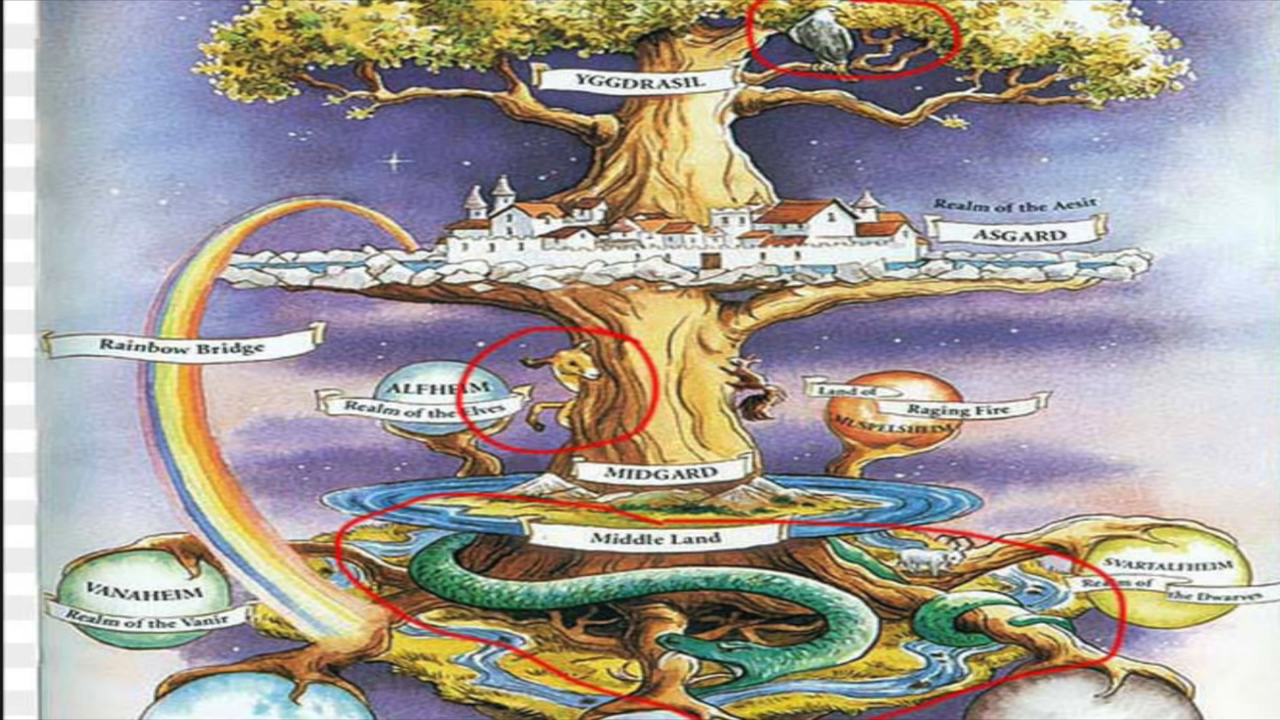 YGGDRASIL
Realm of the Aesir
ASGARD
Rainbow Bridge
ALFHEIM
Realm of the Elves
Land of
Raging Fire
MUSPELSHEIM
MIDGARD
Middle Land
VANAHEIM
Realm of the Vanir
SVARTALFHEIM
Realm of
the Dwarves